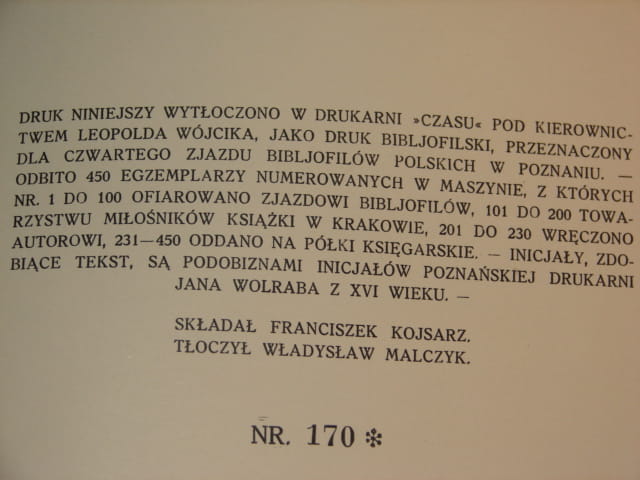 DRUK NINIEJSZY WYTŁOCZONO W DRUKARNI »CZASU« POD KIEROWNIC-
TWEM LEOPOLDA WÓJCIKA, JAKO DRUK BIBLJOFILSKI, PRZEZNACZONY
DLA CZWARTEGO ZJAZDU BIBLJOFILÓW POLSKICH W POZNANIU. —
ODBITO 450 EGZEMPLARZY NUMEROWANYCH W MASZYNIE, Z KTÓRYCH
NR. 1 DO 100 OFIAROWANO ZJAZDOWI BIBLJOFILÓW, 101 DO 200 TOWA-
RZYSTWU MIŁOŚNIKÓW KSIĄŻKI W KRAKOWIE, 201 DO 230 WRĘCZONO
AUTOROWI, 231—450 ODDANO NA PÓŁKI KSIĘGARSKIE. — INICJAŁY, ZDO-
BIĄCE TEKST, SĄ PODOBIZNAMI INICJAŁÓW POZNAŃSKIEJ DRUKARNI
JANA WOLRABA Z XVI WIEKU. —
SKŁADAŁ FRANCISZEK KOJSARZ.
TŁOCZYŁ WŁADYSŁAW MALCZYK.
NR. 170 *